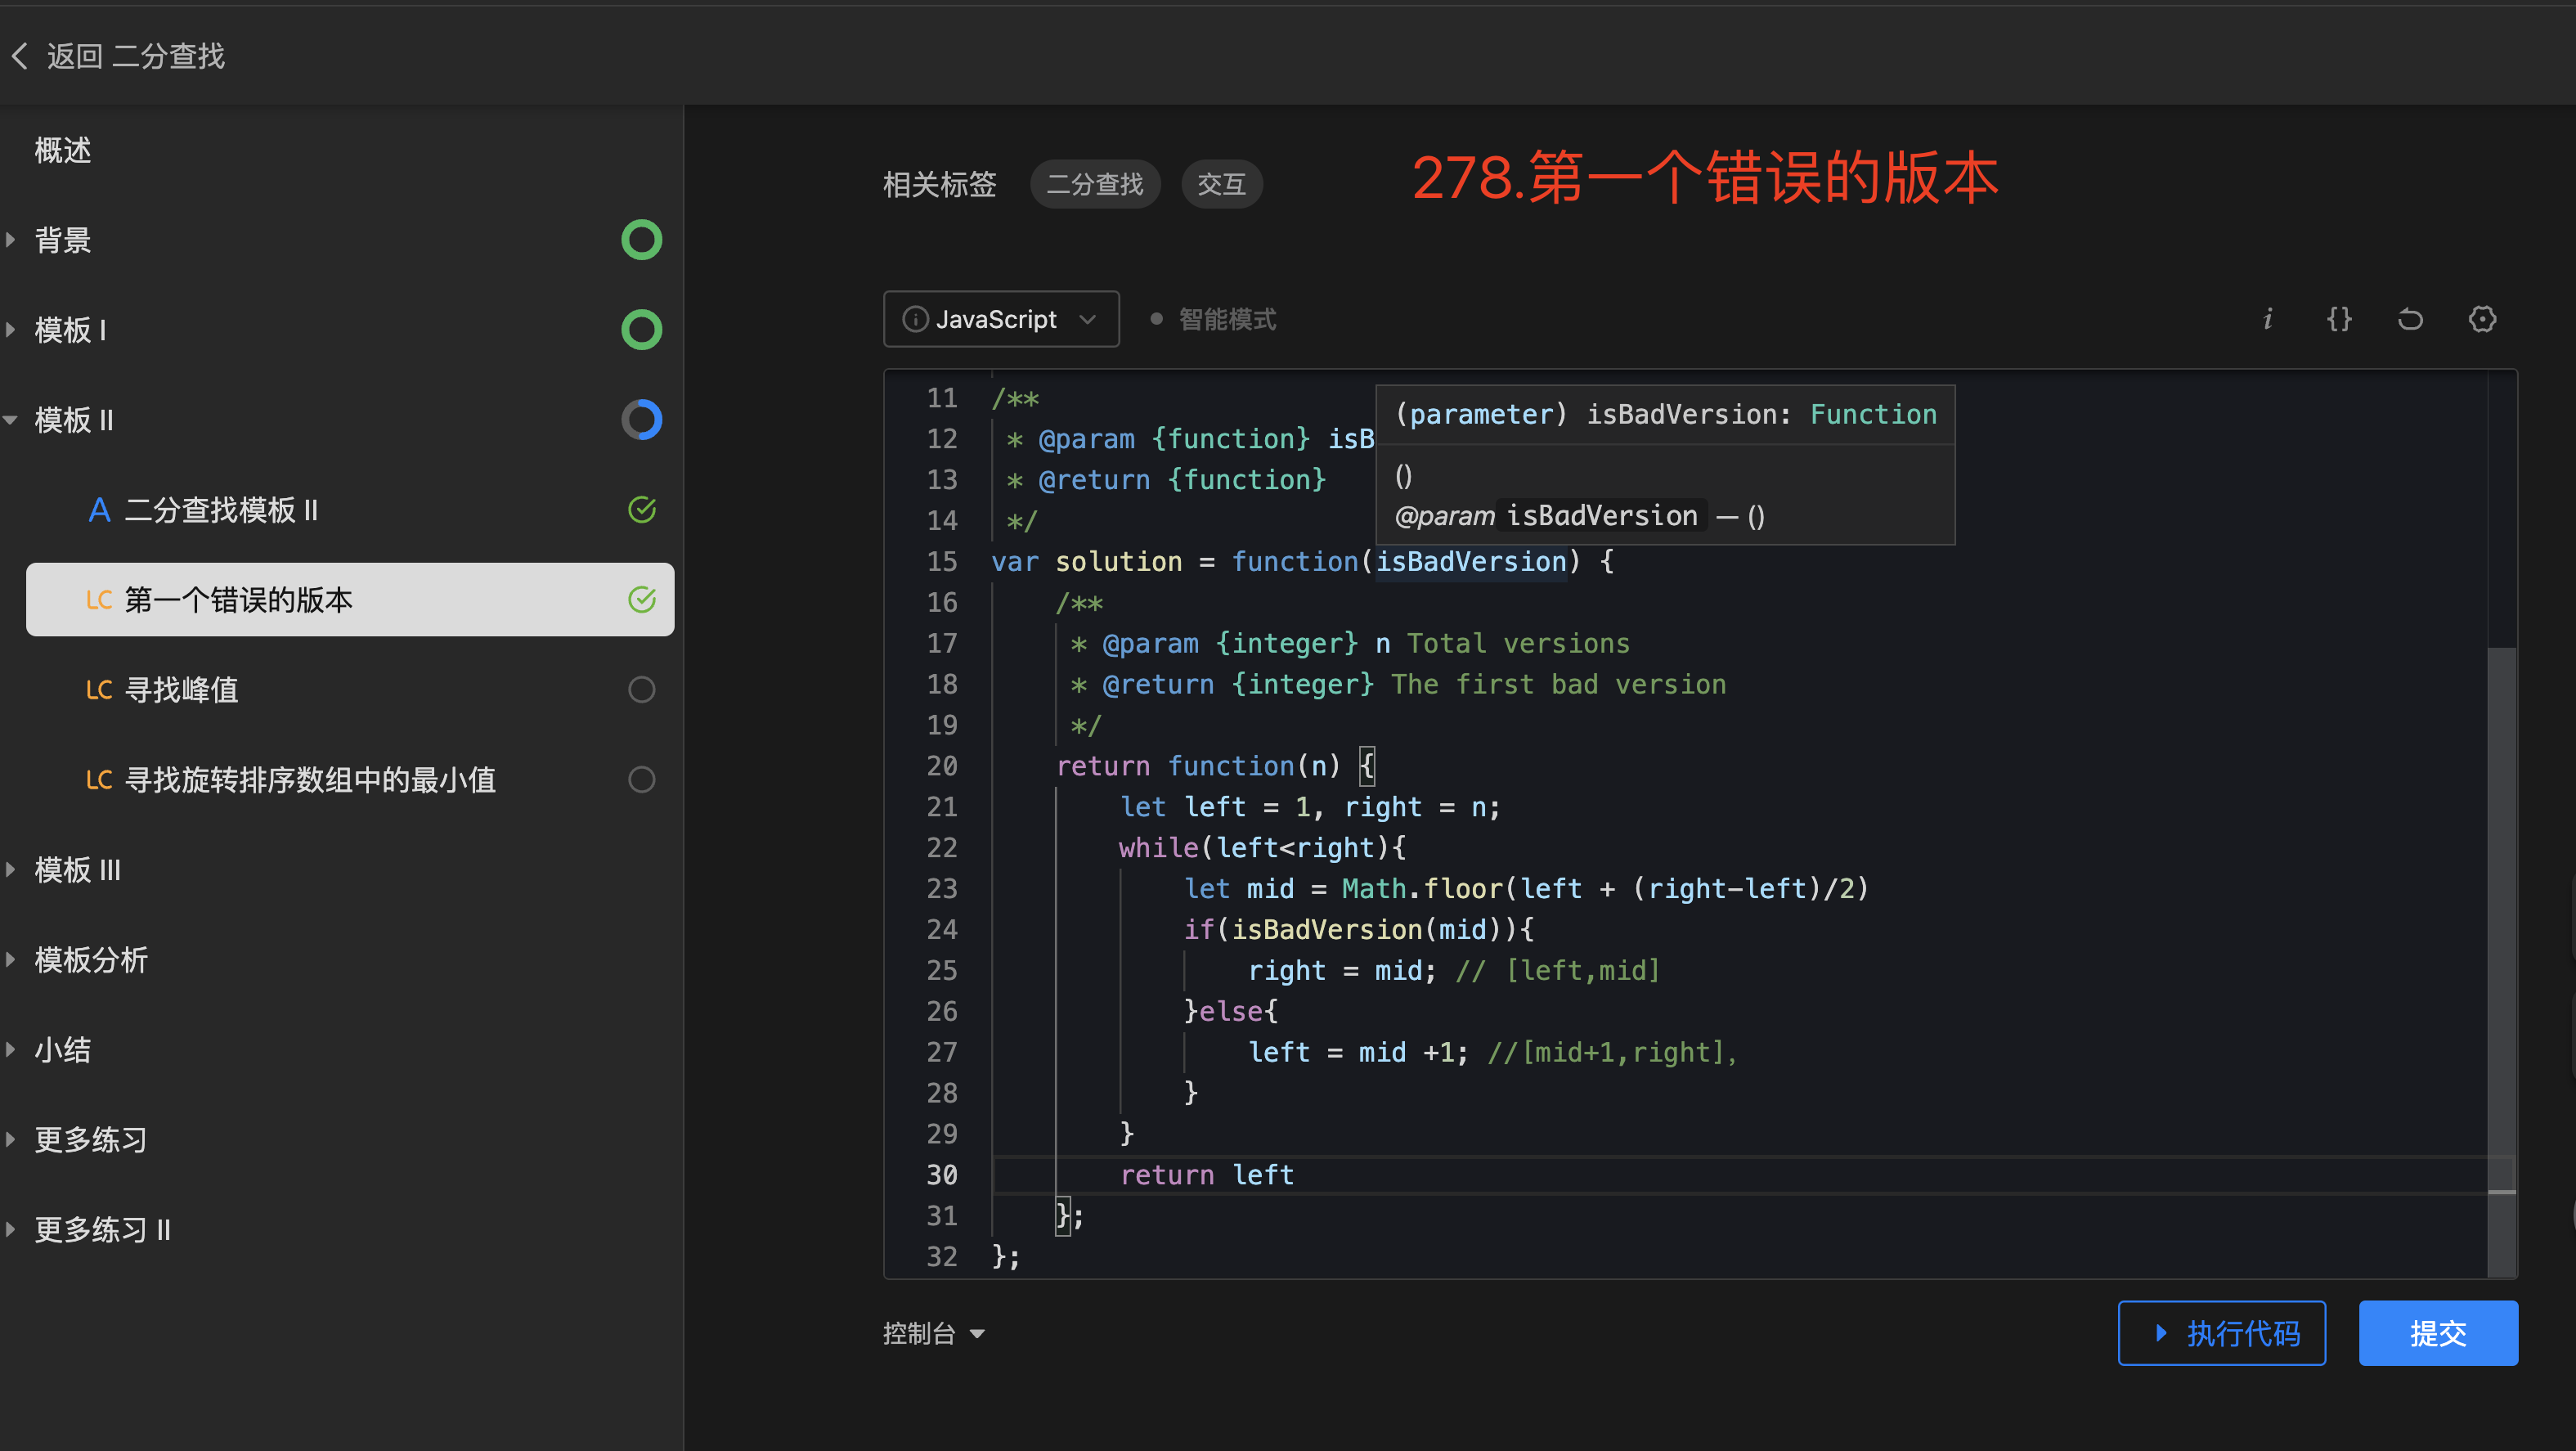 返回 二分查找
概述
背景
模板 I
模板 II
A 二分查找模板 II
LC 第一个错误的版本
LC 寻找峰值
LC 寻找旋转排序数组中的最小值
模板 III
模板分析
小结
更多练习
更多练习 II
相关标签 二分查找 交互
278.第一个错误的版本
JavaScript 智能模式 i {}
(parameter) isBadVersion: Function
()
@param isBadVersion — ()
11 /**
12 * @param {function} isB
13 * @return {function}
14 */
15 var solution = function(isBadVersion) {
16 /**
17 * @param {integer} n Total versions
18 * @return {integer} The first bad version
19 */
20 return function(n) {
21 let left = 1, right = n;
22 while(left<right){
23 let mid = Math.floor(left + (right-left)/2)
24 if(isBadVersion(mid)){
25 right = mid; // [left,mid]
26 }else{
27 left = mid +1; //[mid+1,right],
28 }
29 }
30 return left
31 };
32 };
控制台
执行代码
提交